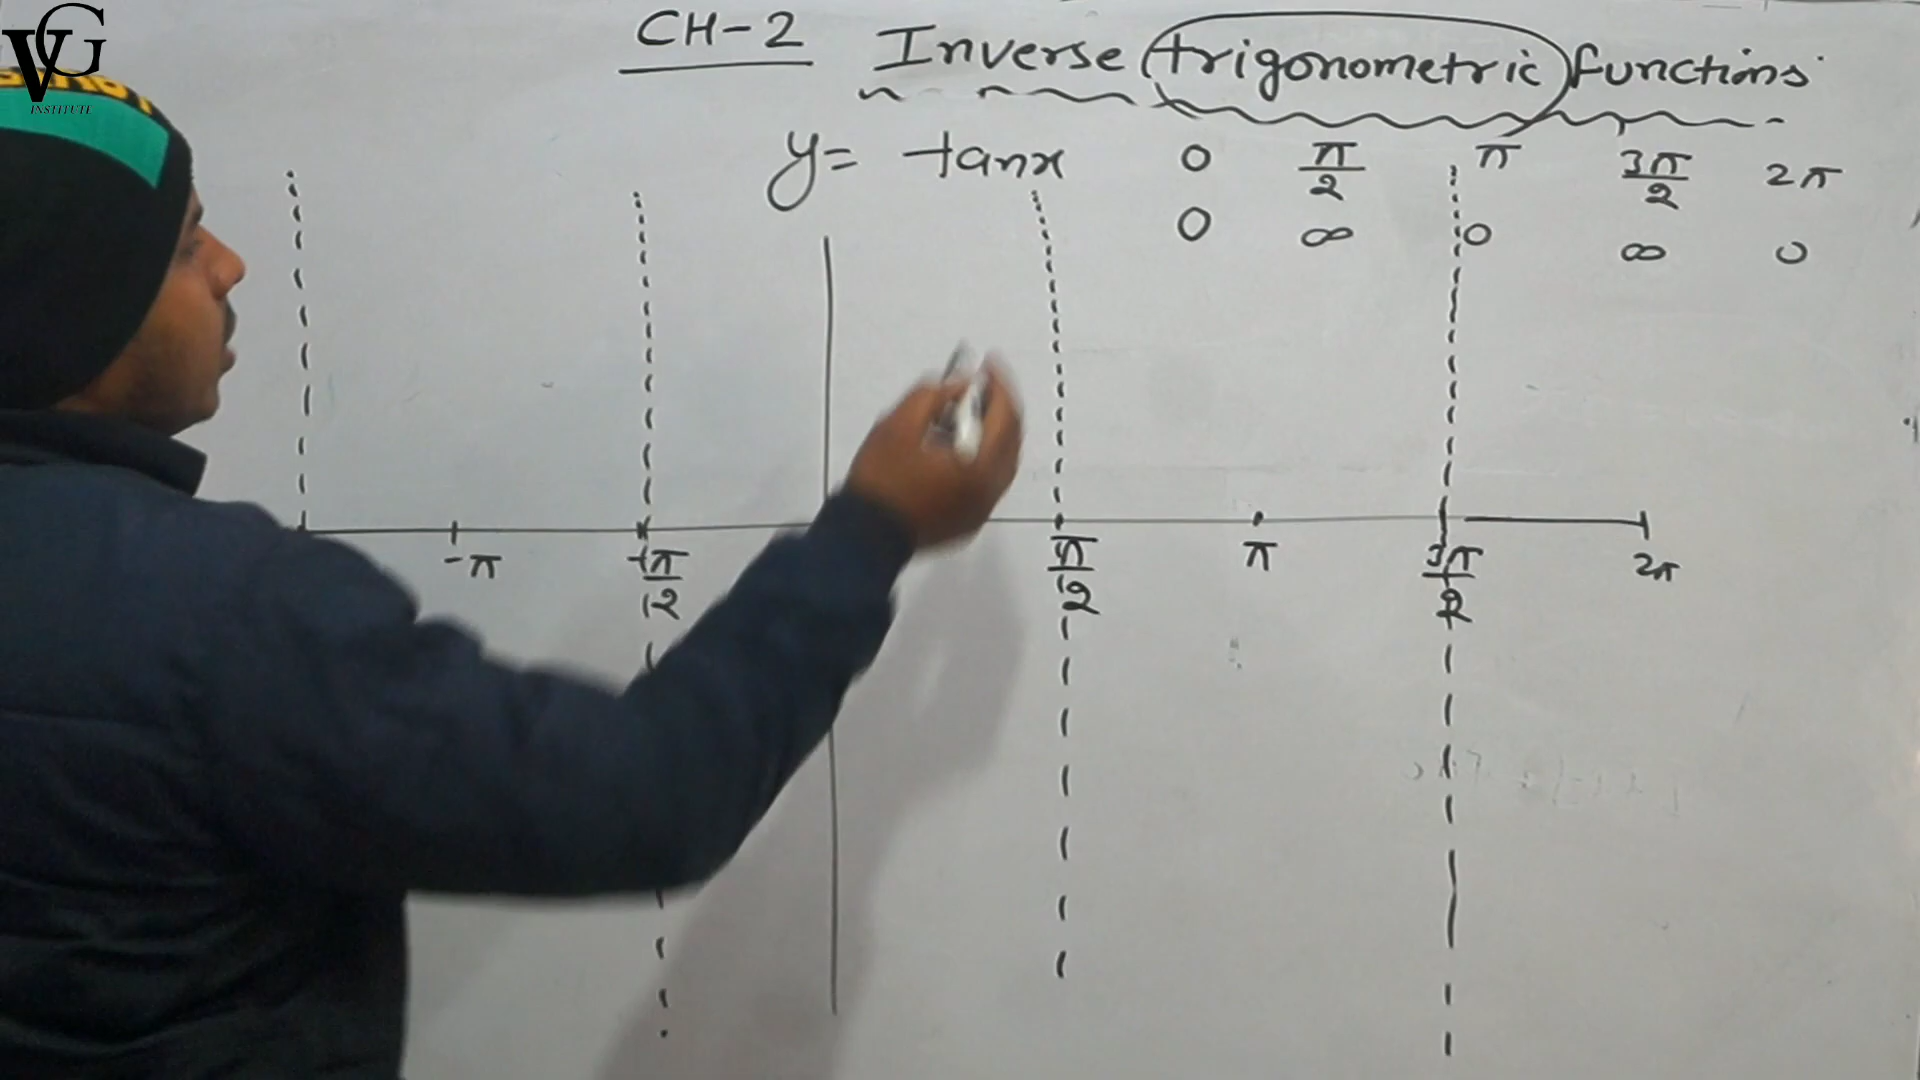 VG
INSTITUTE
CH-2 Inverse trigonometric functions
y = tanx 0 π/2 π 3π/2 2π
0 ∞ 0 ∞ 0
-π -π/2 π/2 π 3π/2 2π